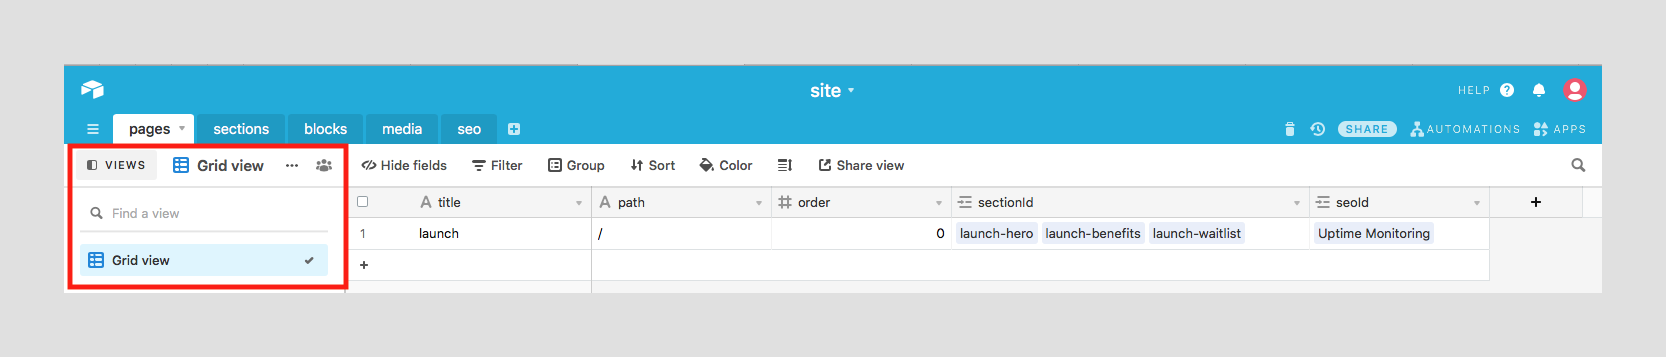 site
HELP ?
pages sections blocks media seo
SHARE AUTOMATIONS APPS
VIEWS Grid view ... Hide fields Filter Group Sort Color Share view
Find a view
title path order sectionId seoId
1 launch / 0 launch-hero launch-benefits launch-waitlist Uptime Monitoring
Grid view
+